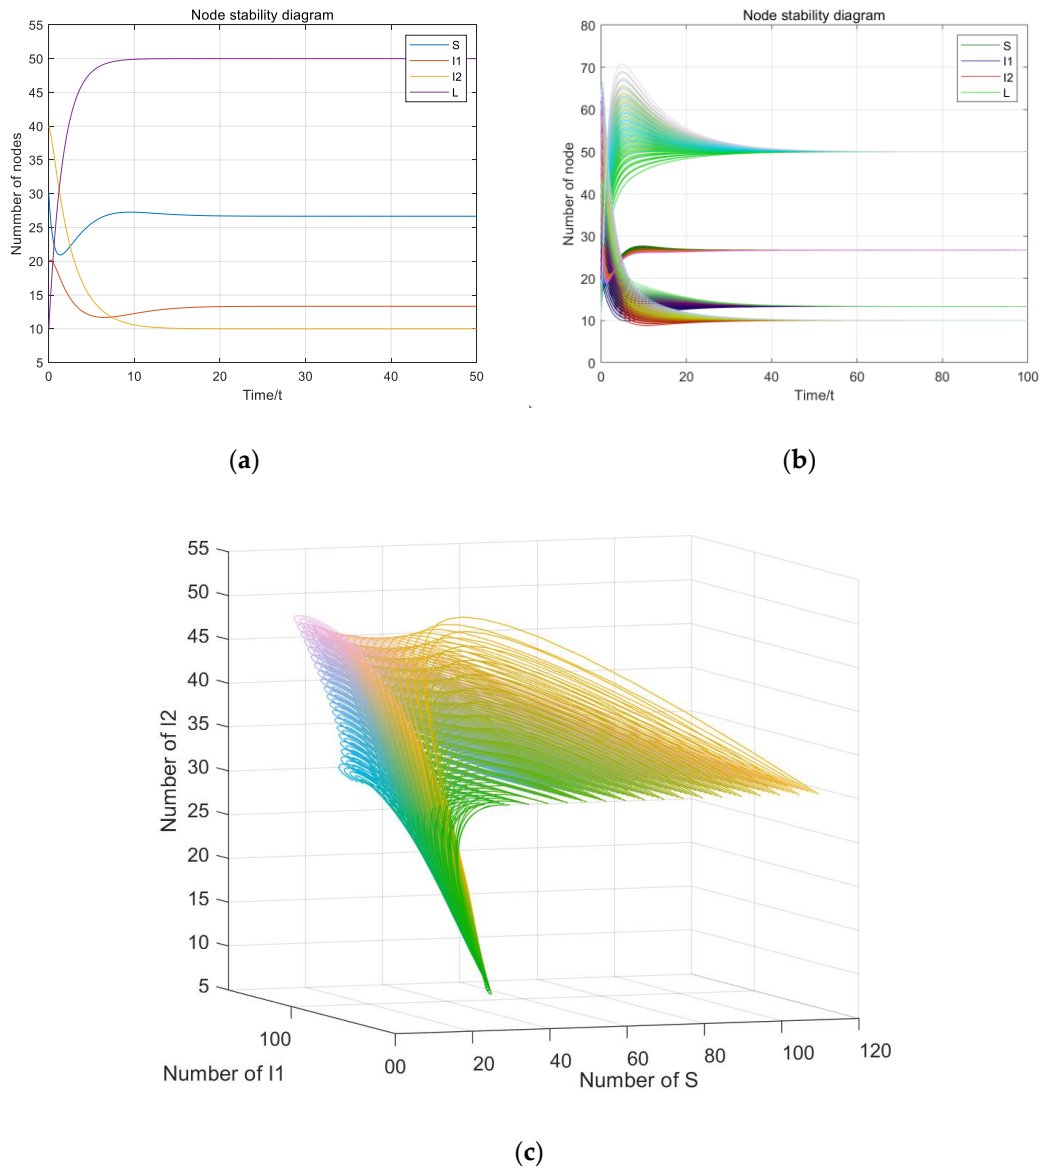 Node stability diagram
55
50
45
40
35
30
25
20
15
10
5
Nummber of nodes
S
I1
I2
L
0 10 20 30 40 50
Time/t
(a)
Node stability diagram
80
70
60
50
40
30
20
10
0
Number of node
S
I1
I2
L
0 20 40 60 80 100
Time/t
(b)
55
50
45
40
35
30
25
20
15
10
5
Number of I2
100
00 20 40 60 80 100 120
Number of I1
Number of S
(c)